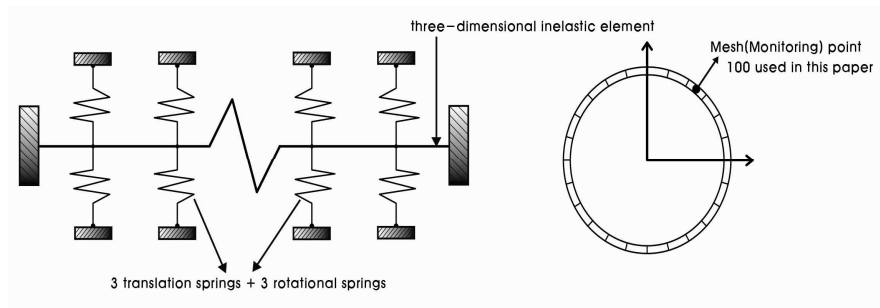 three-dimensional inelastic element
Mesh(Monitoring) point
100 used in this paper
3 translation springs + 3 rotational springs